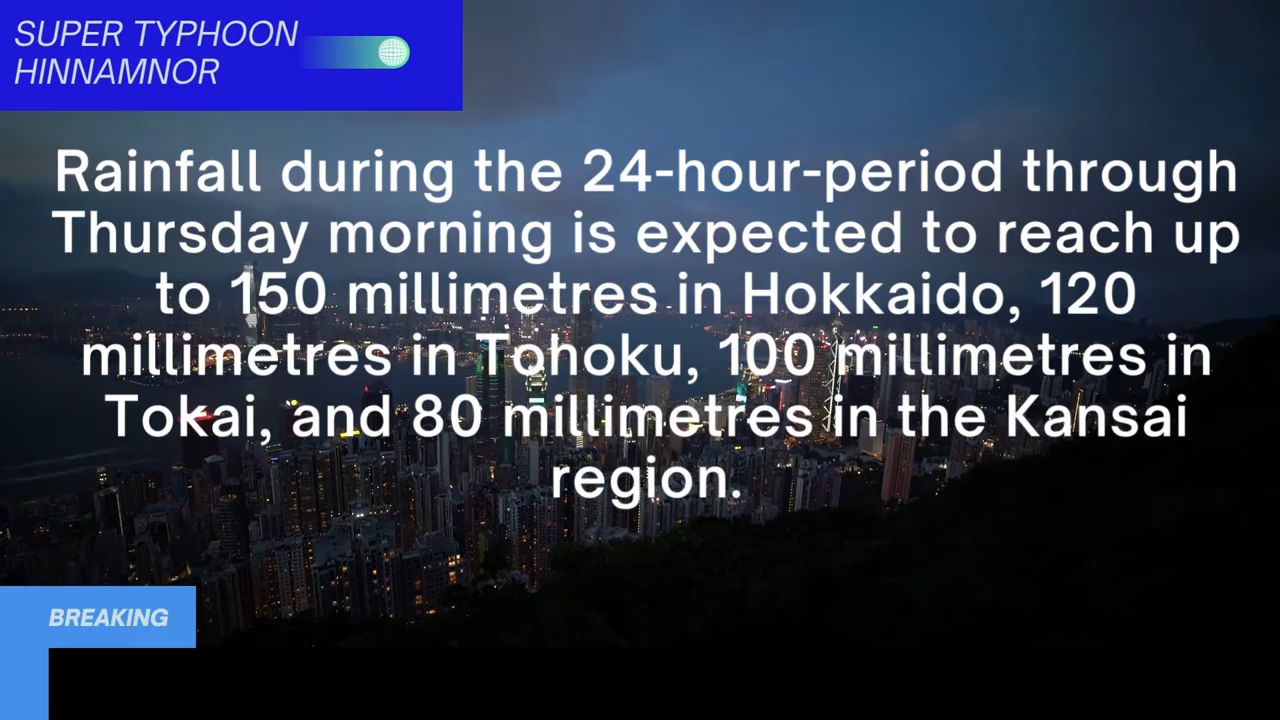 SUPER TYPHOON
HINNAMNOR
Rainfall during the 24-hour-period through
Thursday morning is expected to reach up
to 150 millimetres in Hokkaido, 120
millimetres in Tohoku, 100 millimetres in
Tokai, and 80 millimetres in the Kansai
region.
BREAKING